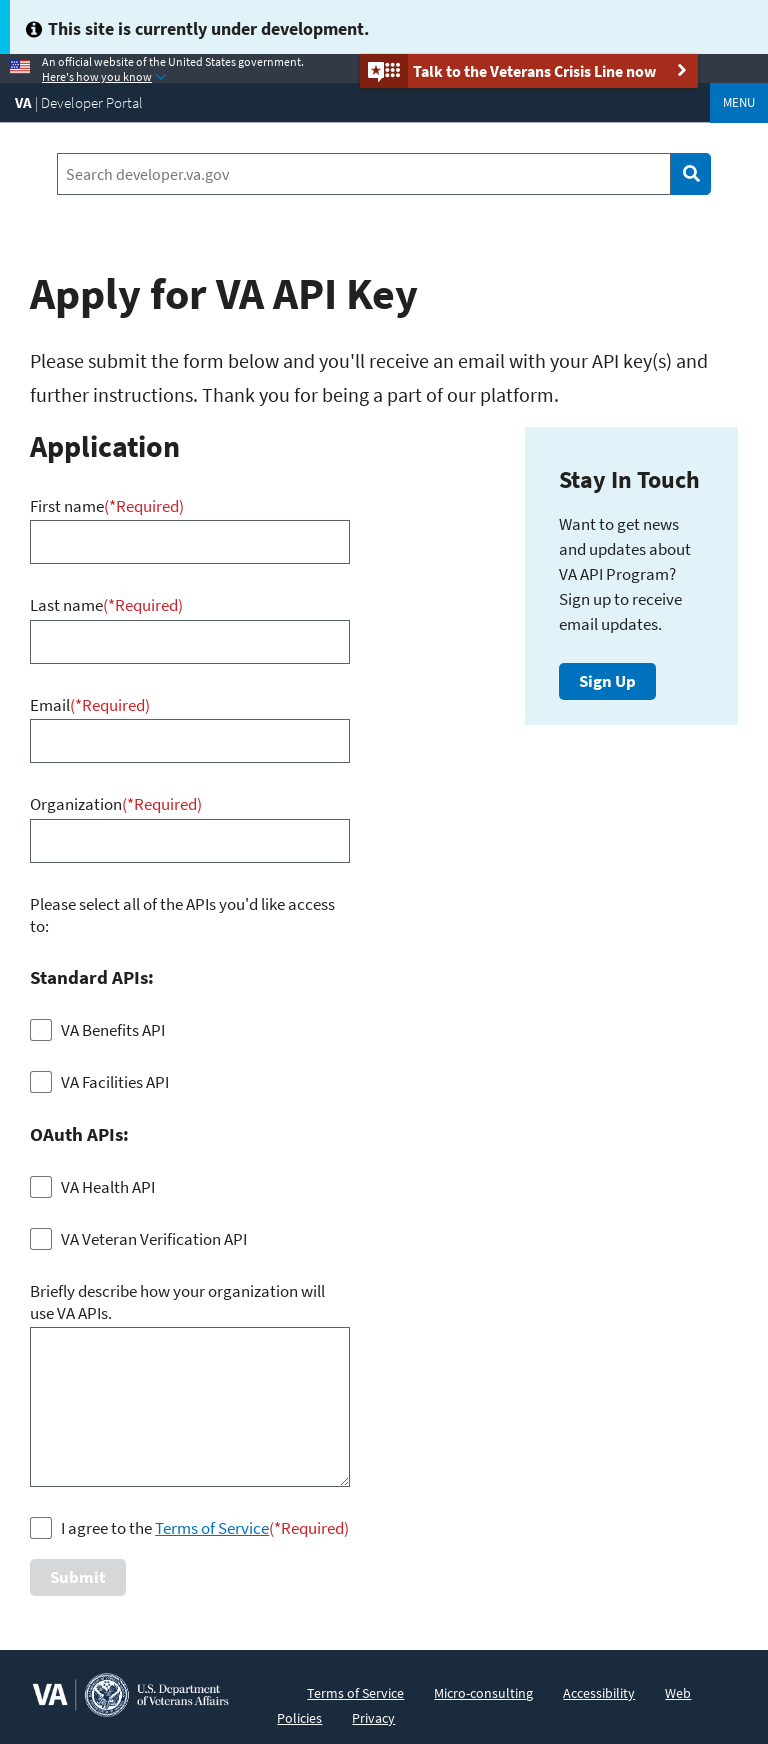 This site is currently under development.
An official website of the United States government.
Here's how you know
Talk to the Veterans Crisis Line now
VA | Developer Portal
MENU
Search developer.va.gov
Apply for VA API Key
Please submit the form below and you'll receive an email with your API key(s) and
further instructions. Thank you for being a part of our platform.
Application
First name(*Required)
Last name(*Required)
Email(*Required)
Organization(*Required)
Please select all of the APIs you'd like access
to:
Standard APIs:
VA Benefits API
VA Facilities API
OAuth APIs:
VA Health API
VA Veteran Verification API
Briefly describe how your organization will
use VA APIs.
I agree to the Terms of Service(*Required)
Submit
Stay In Touch
Want to get news
and updates about
VA API Program?
Sign up to receive
email updates.
Sign Up
VA
U.S. Department
of Veterans Affairs
Terms of Service
Micro-consulting
Accessibility
Web
Policies
Privacy